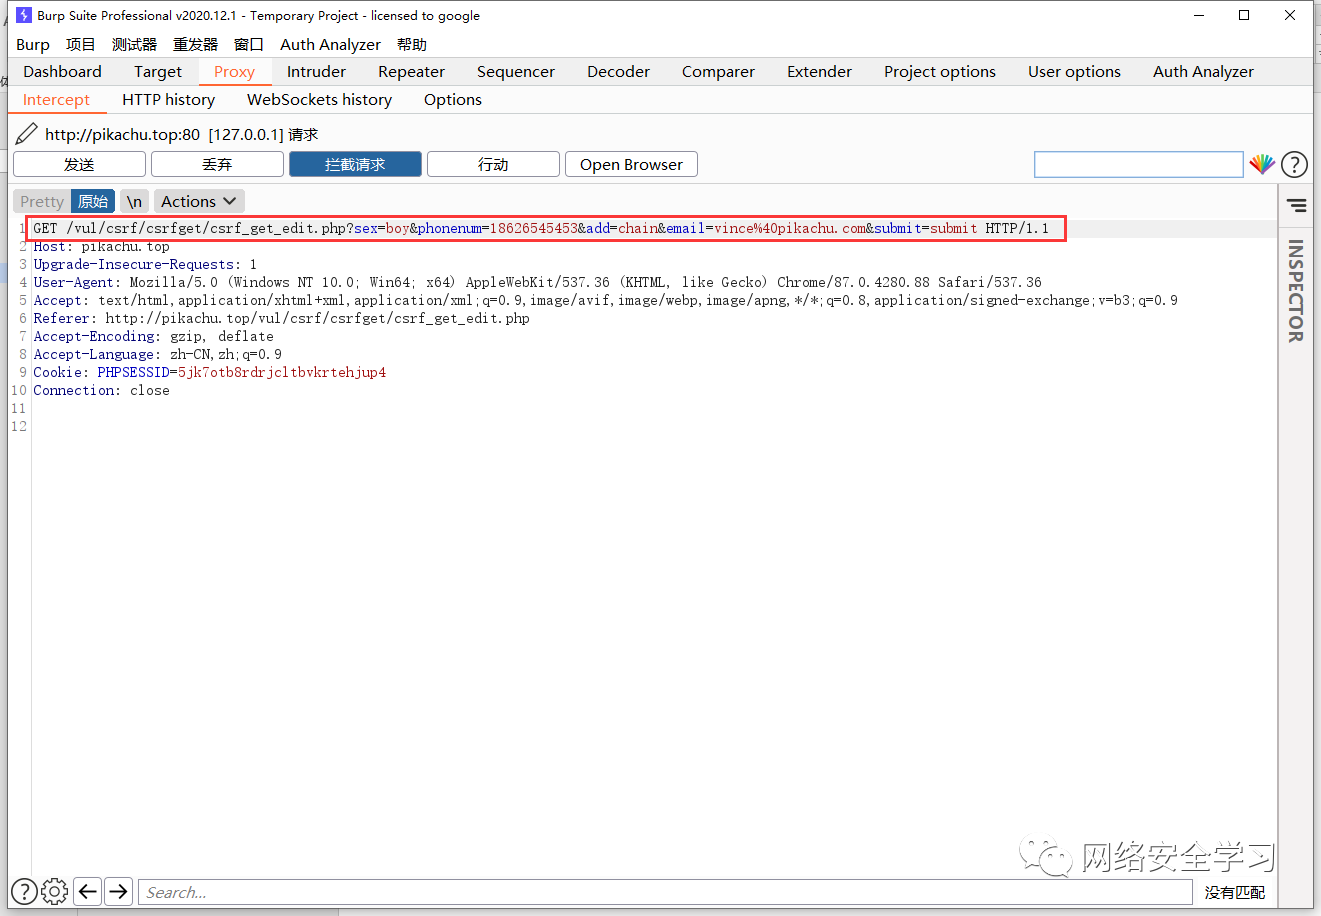 Burp Suite Professional v2020.12.1 - Temporary Project - licensed to google
Burp 项目 测试器 重发器 窗口 Auth Analyzer 帮助
Dashboard Target Proxy Intruder Repeater Sequencer Decoder Comparer Extender Project options User options Auth Analyzer
Intercept HTTP history WebSockets history Options
http://pikachu.top:80 [127.0.0.1] 请求
发送 丢弃 拦截请求 行动 Open Browser
Pretty 原始 \n Actions
1 GET /vul/csrf/csrfget/csrf_get_edit.php?sex=boy&phonenum=18626545453&add=chain&email=vince%40pikachu.com&submit=submit HTTP/1.1
2 Host: pikachu.top
3 Upgrade-Insecure-Requests: 1
4 User-Agent: Mozilla/5.0 (Windows NT 10.0; Win64; x64) AppleWebKit/537.36 (KHTML, like Gecko) Chrome/87.0.4280.88 Safari/537.36
5 Accept: text/html,application/xhtml+xml,application/xml;q=0.9,image/avif,image/webp,image/apng,*/*;q=0.8,application/signed-exchange;v=b3;q=0.9
6 Referer: http://pikachu.top/vul/csrf/csrfget/csrf_get_edit.php
7 Accept-Encoding: gzip, deflate
8 Accept-Language: zh-CN,zh;q=0.9
9 Cookie: PHPSESSID=5jk7otb8rdrjcltbvkrtehjup4
10 Connection: close
11
12
INSPECTOR
网络安全学习
Search...
没有匹配